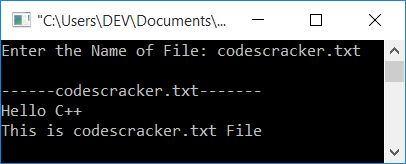 "C:\Users\DEV\Documents\...
Enter the Name of File: codescracker.txt
------codescracker.txt-------
Hello C++
This is codescracker.txt File